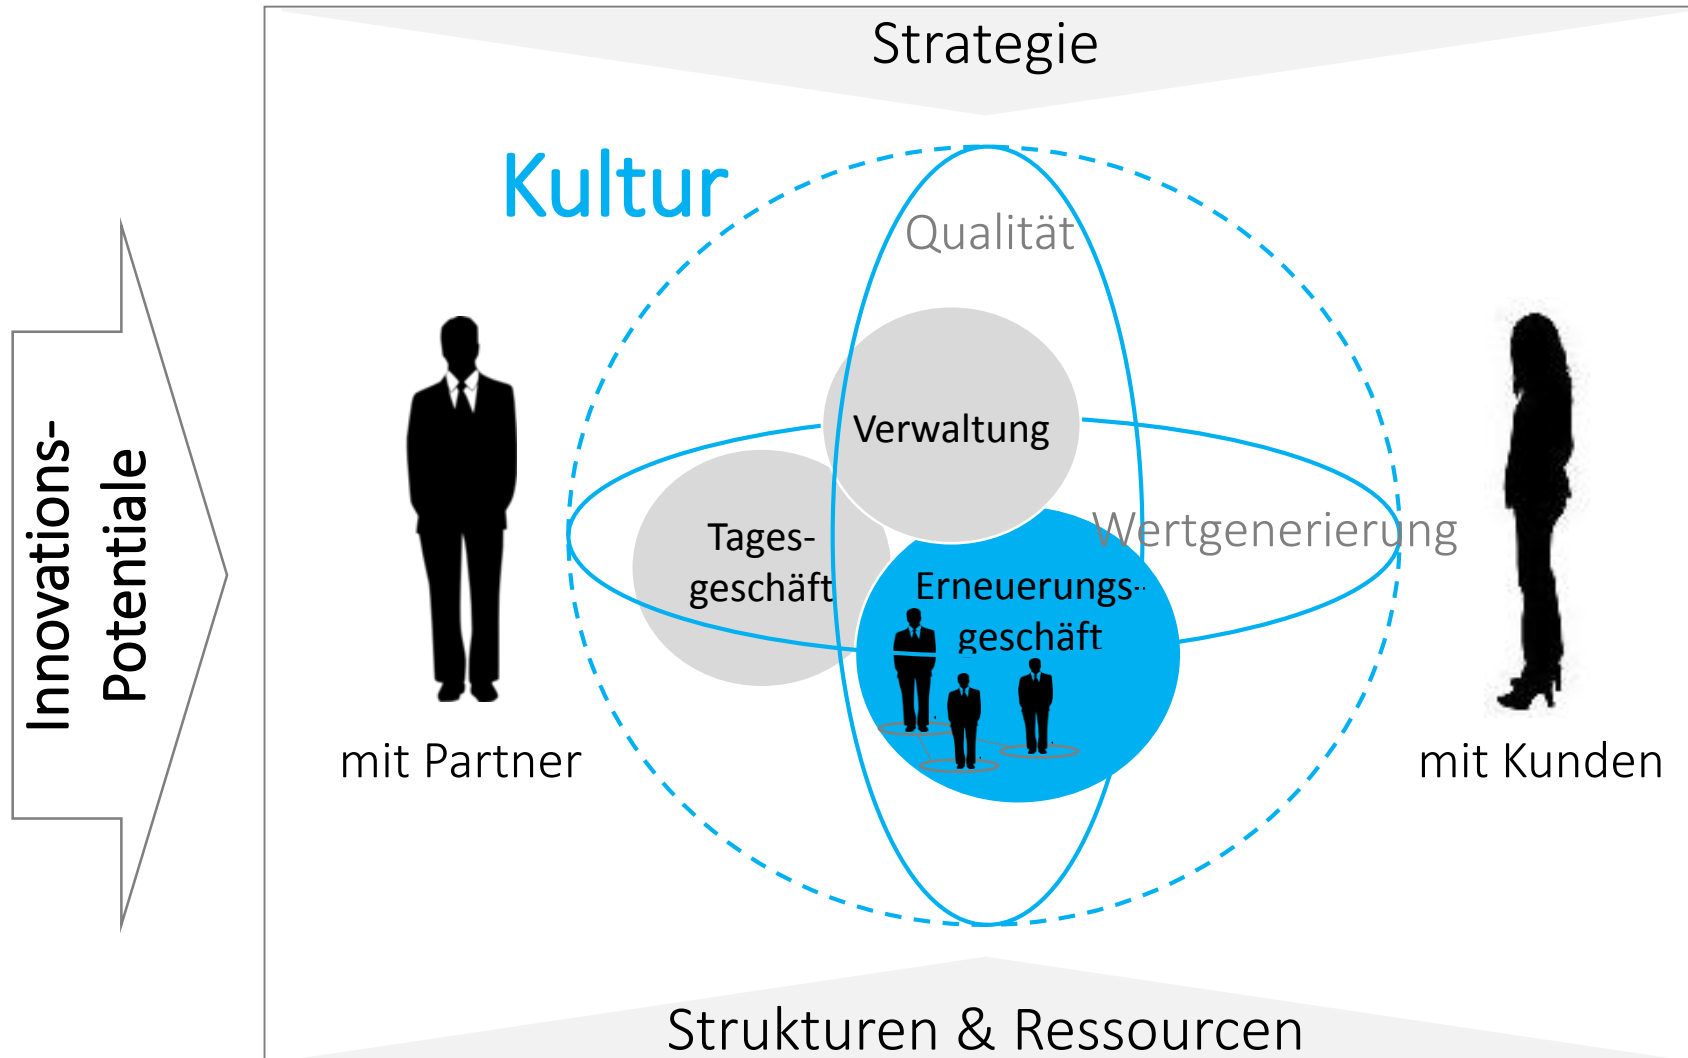 Strategie
Kultur
Qualität
Verwaltung
Wertgenerierung
Tages-
geschäft
Erneuerungs-
geschäft
Innovations-
Potentiale
mit Partner
mit Kunden
Strukturen & Ressourcen